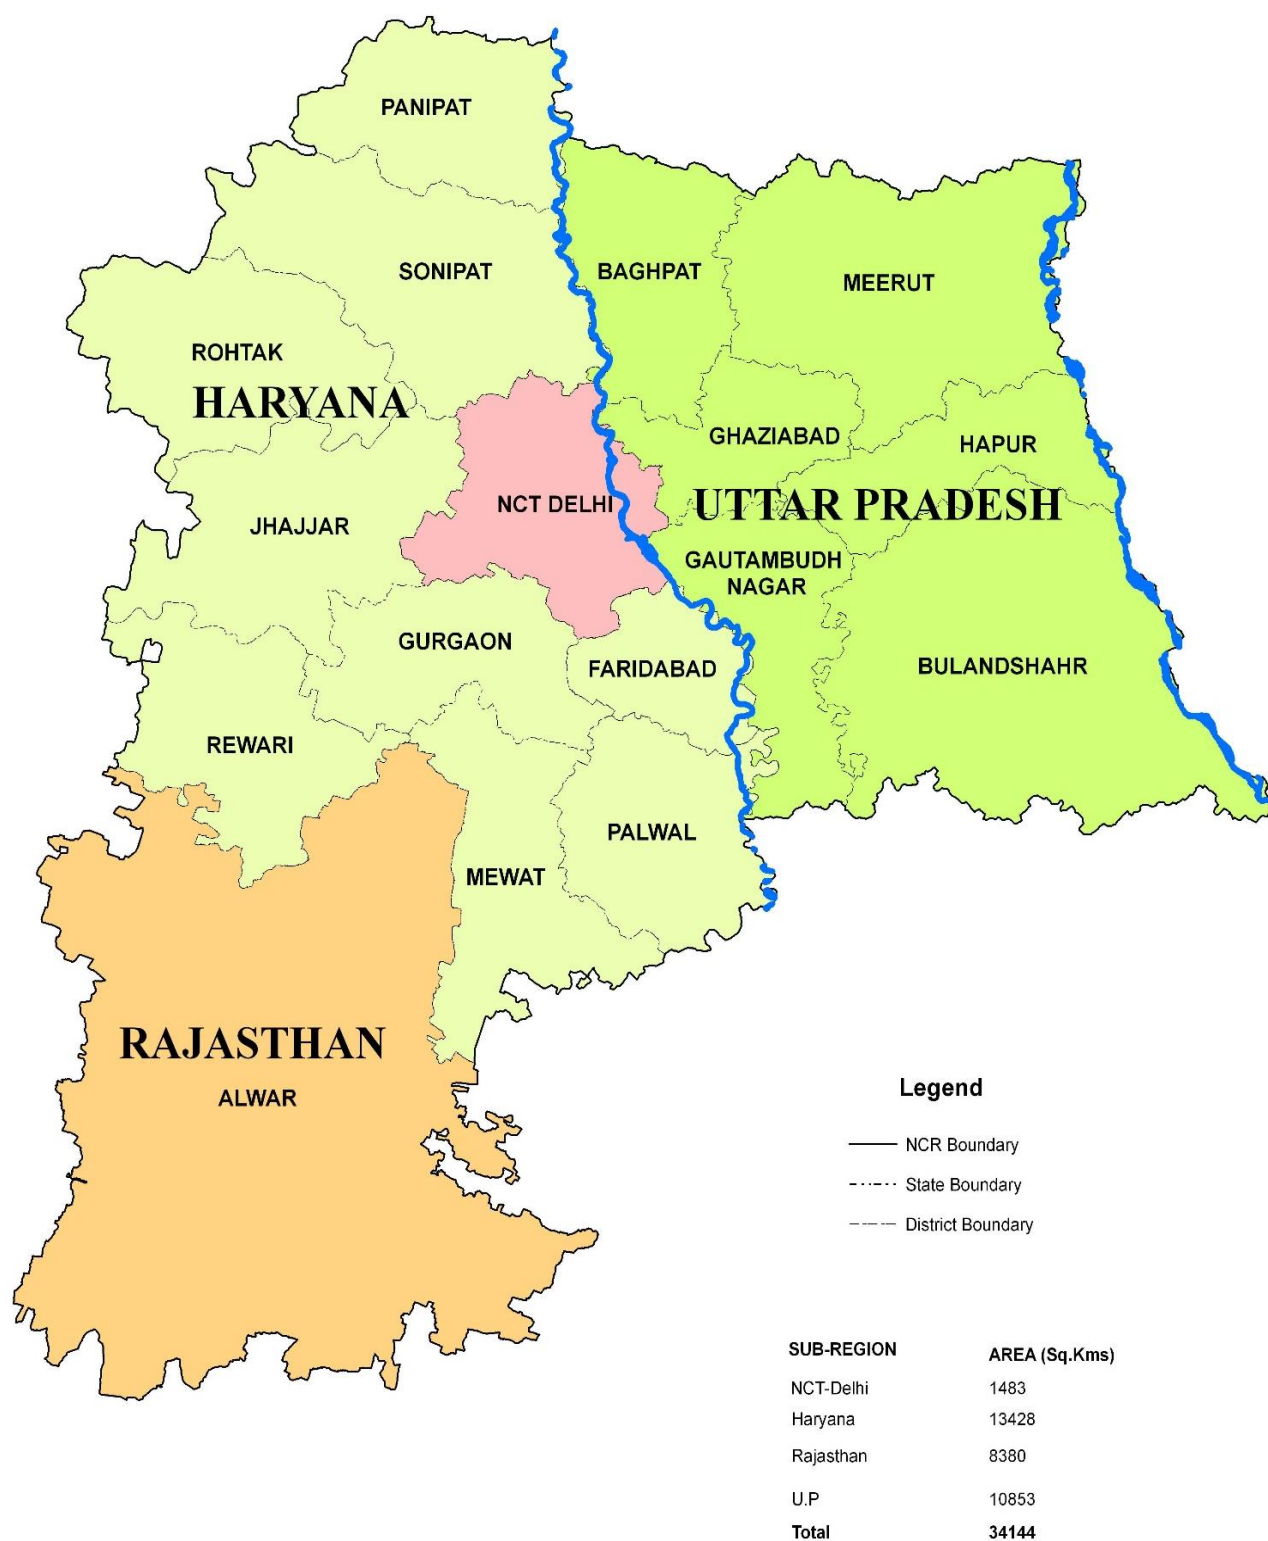 PANIPAT
SONIPAT
BAGHPAT
MEERUT
ROHTAK
HARYANA
GHAZIABAD
HAPUR
NCT DELHI
UTTAR PRADESH
JHAJJAR
GAUTAMBUDH
NAGAR
GURGAON
FARIDABAD
BULANDSHAHR
REWARI
PALWAL
MEWAT
RAJASTHAN
ALWAR
Legend
NCR Boundary
State Boundary
District Boundary
SUB-REGION AREA (Sq.Kms)
NCT-Delhi 1483
Haryana 13428
Rajasthan 8380
U.P 10853
Total 34144